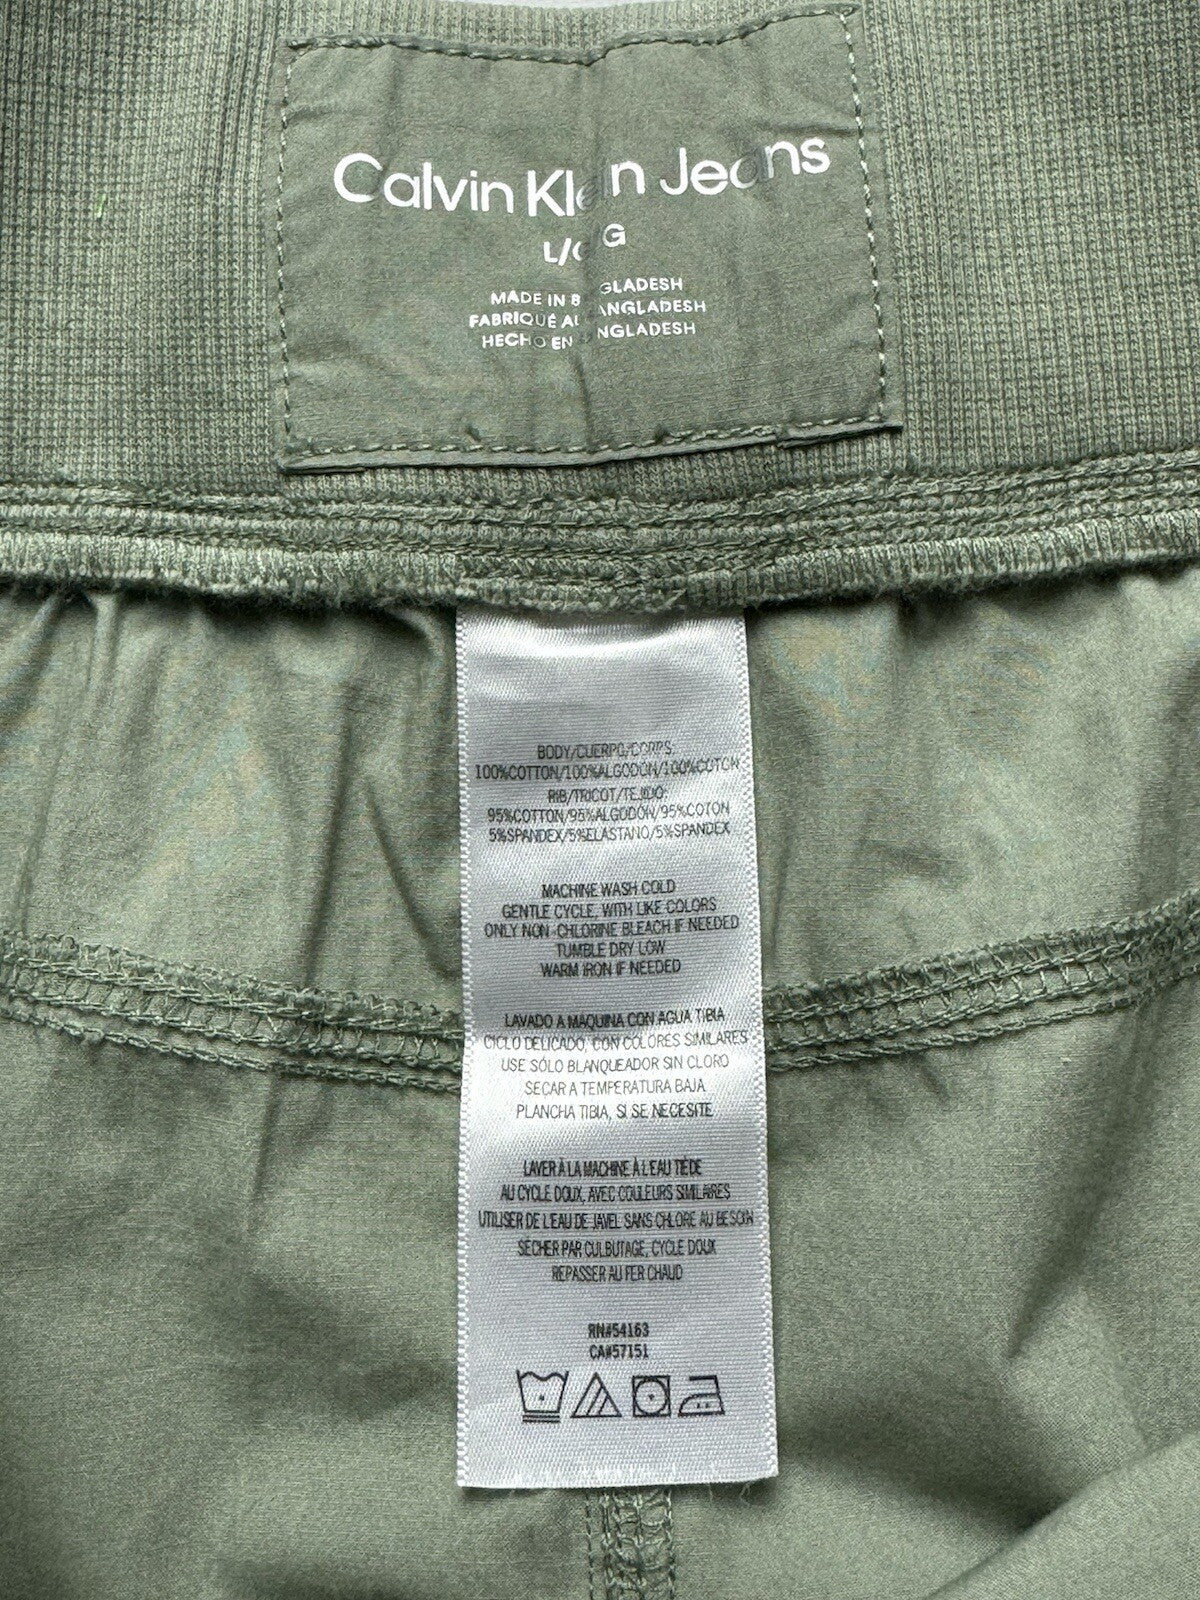 Calvin Klein Jeans
L/G/G
MADE IN BANGLADESH
FABRIQUÉ AU BANGLADESH
HECHO EN BANGLADESH
BODY/CUERPO/CORPS:
100%COTTON/100%ALGODON/100%COTON
RIB/TRICOT/TEJIDO:
95%COTTON/95%ALGODÓN/95%COTON
5%SPANDEX/5%ELASTANO/5%SPANDEX
MACHINE WASH COLD
GENTLE CYCLE, WITH LIKE COLORS
ONLY NON-CHLORINE BLEACH IF NEEDED
TUMBLE DRY LOW
WARM IRON IF NEEDED
LAVADO A MAQUINA CON AGUA TIBIA
CICLO DELICADO, CON COLORES SIMILARES
USE SÓLO BLANQUEADOR SIN CLORO
SECAR A TEMPERATURA BAJA
PLANCHA TIBIA, SI SE NECESITE
LAVER À LA MACHINE À L'EAU TIÈDE
AU CYCLE DOUX, AVEC COULEURS SIMILAIRES
UTILISER DE L'EAU DE JAVEL SANS CHLORE AU BESOIN
SÉCHER PAR CULBUTAGE, CYCLE DOUX
REPASSER AU FER CHAUD
RN#54163
CA#57151